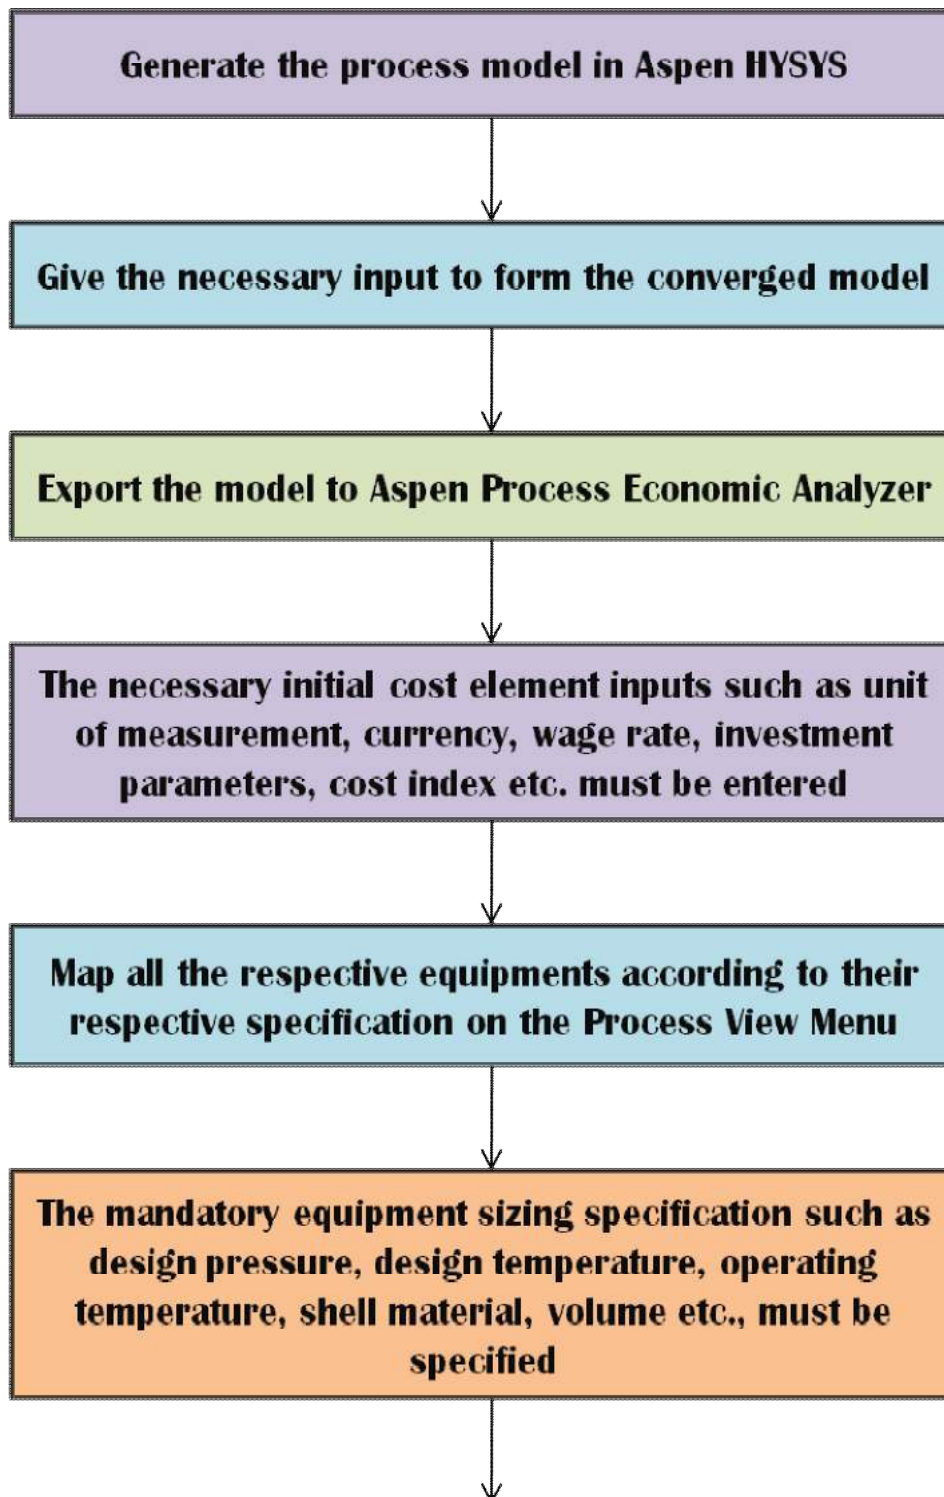 Generate the process model in Aspen HYSYS
Give the necessary input to form the converged model
Export the model to Aspen Process Economic Analyzer
The necessary initial cost element inputs such as unit
of measurement, currency, wage rate, investment
parameters, cost index etc. must be entered
Map all the respective equipments according to their
respective specification on the Process View Menu
The mandatory equipment sizing specification such as
design pressure, design temperature, operating
temperature, shell material, volume etc., must be
specified